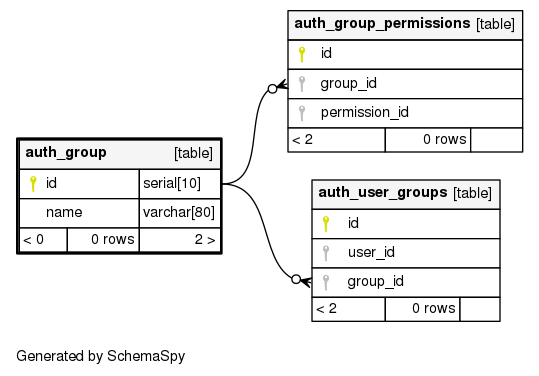 auth_group_permissions [table]
id
group_id
permission_id
< 2 0 rows
auth_group [table]
id serial[10]
name varchar[80]
< 0 0 rows 2 >
auth_user_groups [table]
id
user_id
group_id
< 2 0 rows
Generated by SchemaSpy